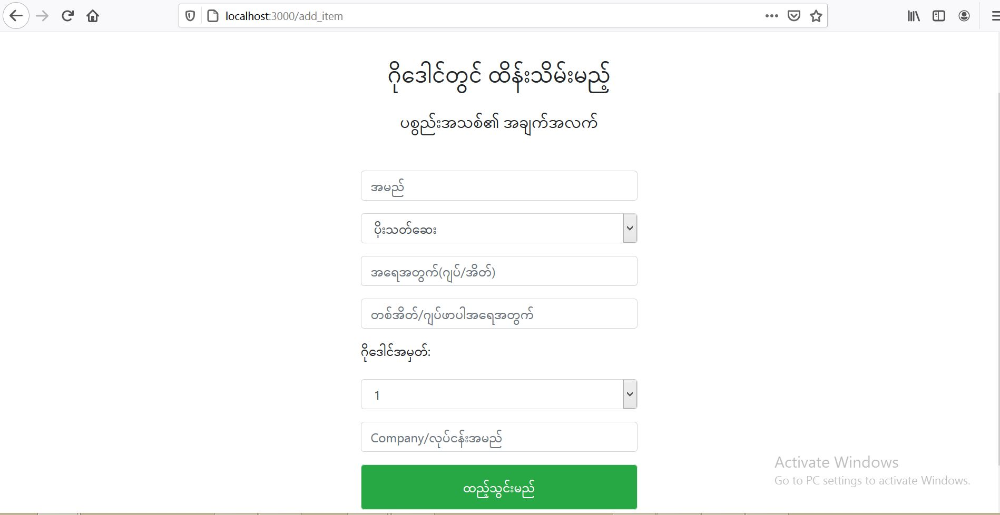 localhost:3000/add_item
ဂိုဒေါင်တွင် ထိန်းသိမ်းမည့်
ပစ္စည်းအသစ်၏ အချက်အလက်
အမည်
ပိုးသတ်ဆေး
အရေအတွက်(ဂျပ်/အိတ်)
တစ်အိတ်/ဂျပ်ဖာပါအရေအတွက်
ဂိုဒေါင်အမှတ်:
1
Company/လုပ်ငန်းအမည်
ထည့်သွင်းမည်
Activate Windows
Go to PC settings to activate Windows.